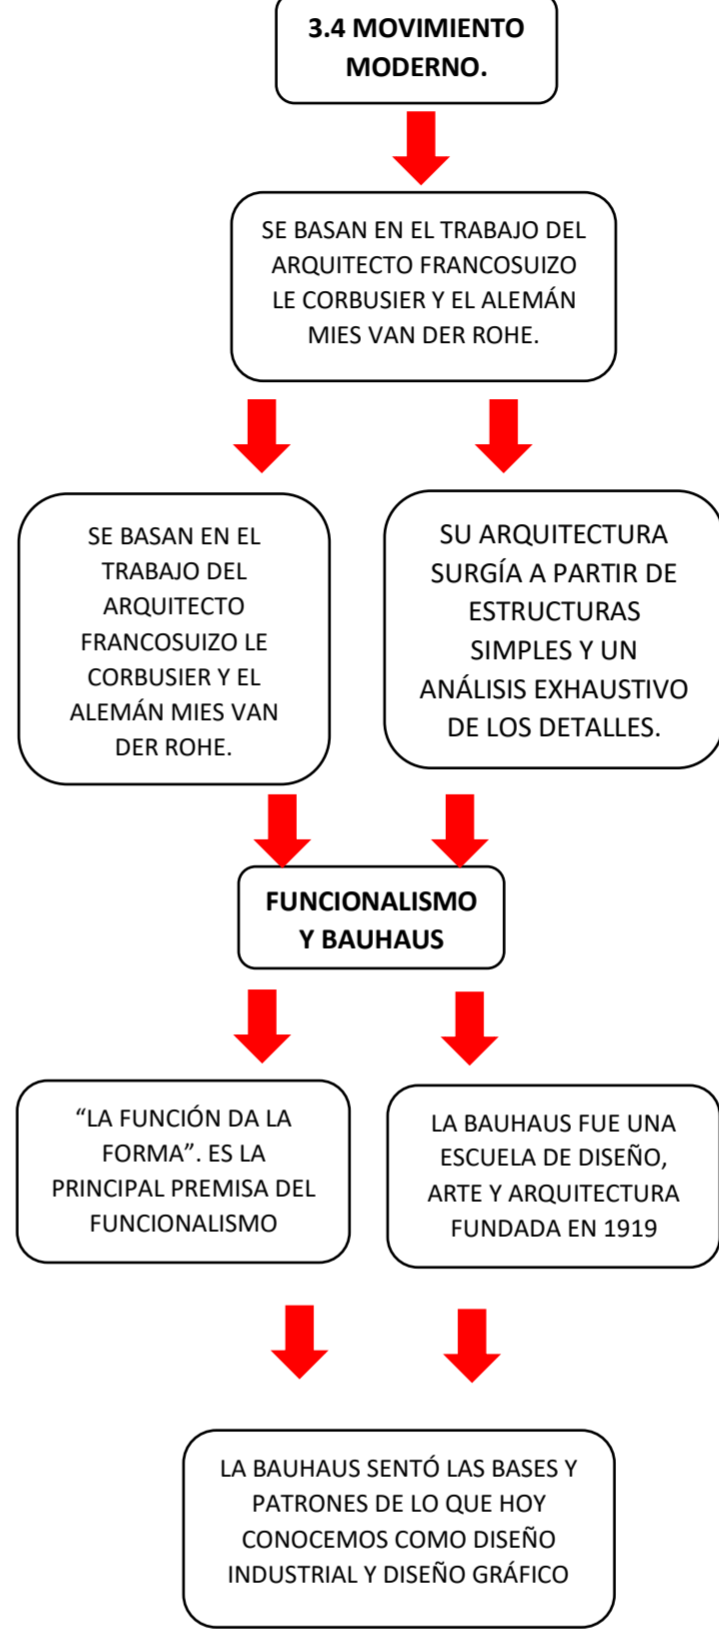 3.4 MOVIMIENTO
MODERNO.
SE BASAN EN EL TRABAJO DEL
ARQUITECTO FRANCOSUIZO
LE CORBUSIER Y EL ALEMÁN
MIES VAN DER ROHE.
SE BASAN EN EL
TRABAJO DEL
ARQUITECTO
FRANCOSUIZO LE
CORBUSIER Y EL
ALEMÁN MIES VAN
DER ROHE.
SU ARQUITECTURA
SURGÍA A PARTIR DE
ESTRUCTURAS
SIMPLES Y UN
ANÁLISIS EXHAUSTIVO
DE LOS DETALLES.
FUNCIONALISMO
Y BAUHAUS
“LA FUNCIÓN DA LA
FORMA”. ES LA
PRINCIPAL PREMISA DEL
FUNCIONALISMO
LA BAUHAUS FUE UNA
ESCUELA DE DISEÑO,
ARTE Y ARQUITECTURA
FUNDADA EN 1919
LA BAUHAUS SENTÓ LAS BASES Y
PATRONES DE LO QUE HOY
CONOCEMOS COMO DISEÑO
INDUSTRIAL Y DISEÑO GRÁFICO